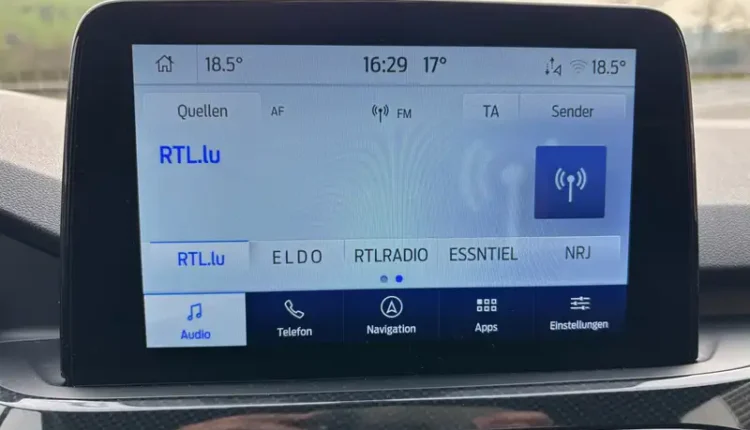 18.5° 16:29 17° 18.5°
Quellen AF FM TA Sender
RTL.lu
RTL.lu ELDO RTLRADIO ESSNTIEL NRJ
Audio Telefon Navigation Apps Einstellungen